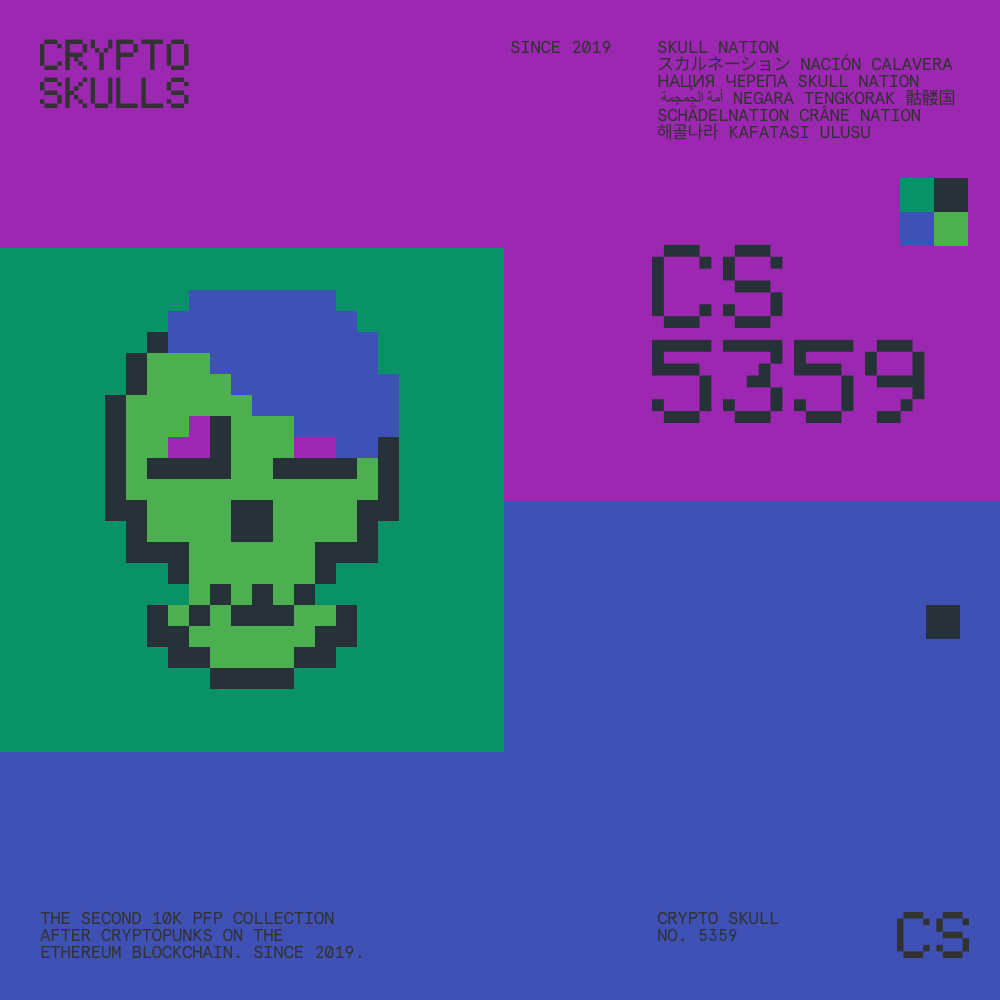 CRYPTO
SKULLS
SINCE 2019
SKULL NATION
スカルネーション NACIÓN CALAVERA
НАЦИЯ ЧЕРЕПА SKULL NATION
أمة الجمجمة NEGARA TENGKORAK 骷髅国
SCHÄDELNATION CRÂNE NATION
해골나라 KAFATASI ULUSU
CS
5359
THE SECOND 10K PFP COLLECTION
AFTER CRYPTOPUNKS ON THE
ETHEREUM BLOCKCHAIN. SINCE 2019.
CRYPTO SKULL
NO. 5359
CS